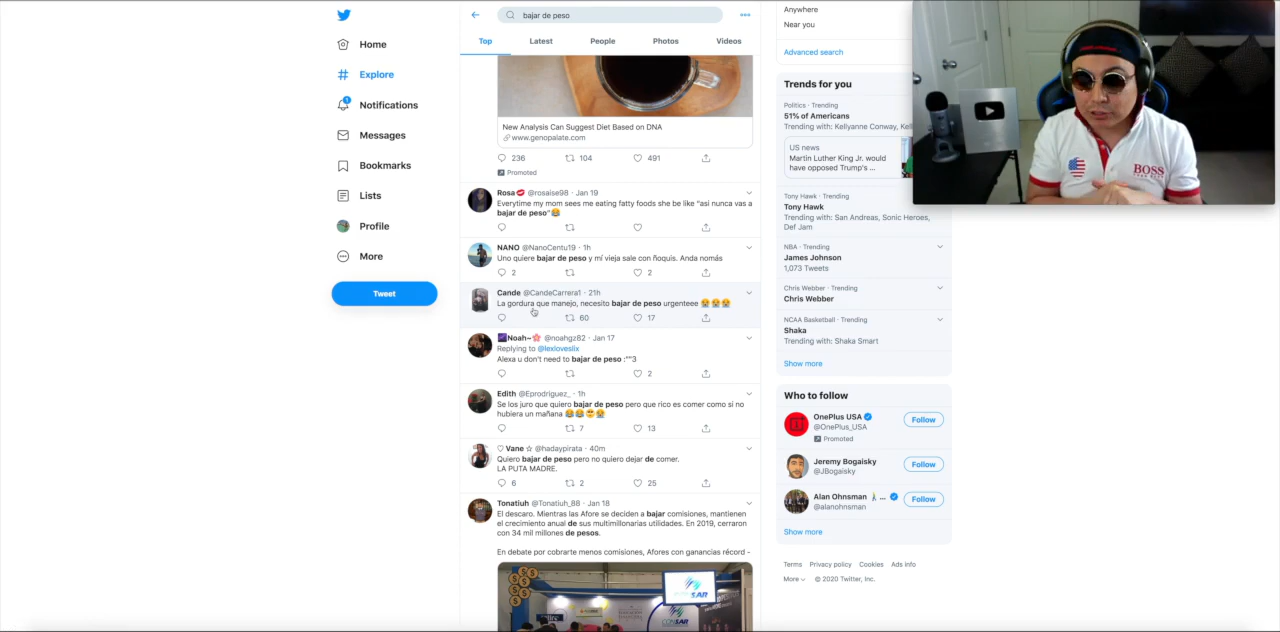 bajar de peso
Top
Latest
People
Photos
Videos
Home
Explore
1
Notifications
Messages
Bookmarks
Lists
Profile
More
Tweet
New Analysis Can Suggest Diet Based on DNA
www.genopalate.com
236
104
491
Promoted
Rosa @rosaise98 · Jan 19
Everytime my mom sees me eating fatty foods she be like "asi nunca vas a
bajar de peso"
NANO @NanoCentu19 · 1h
Uno quiere bajar de peso y mí vieja sale con ñoquis. Anda nomás
2
2
Cande @CandeCarrera1 · 21h
La gordura que manejo, necesito bajar de peso urgenteee
60
17
Noah~ @noahgz82 · Jan 17
Replying to @lexloveslix
Alexa u don't need to bajar de peso :""3
2
Edith @Eprodriguez_ · 1h
Se los juro que quiero bajar de peso pero que rico es comer como si no
hubiera un mañana
7
13
♡ Vane ☆ @hadaypirata · 40m
Quiero bajar de peso pero no quiero dejar de comer.
LA PUTA MADRE.
6
2
25
Tonatiuh @Tonatiuh_88 · Jan 18
El descaro. Mientras las Afore se deciden a bajar comisiones, mantienen
el crecimiento anual de sus multimillonarias utilidades. En 2019, cerraron
con 34 mil millones de pesos.
En debate por cobrarte menos comisiones, Afores con ganancias récord -
CONSAR
Anywhere
Near you
Advanced search
Trends for you
Politics · Trending
51% of Americans
Trending with: Kellyanne Conway,
US news
Martin Luther King Jr. would
have opposed Trump's ...
Tony Hawk · Trending
Tony Hawk
Trending with: San Andreas, Sonic Heroes,
Def Jam
NBA · Trending
James Johnson
1,073 Tweets
Chris Webber · Trending
Chris Webber
NCAA Basketball · Trending
Shaka
Trending with: Shaka Smart
Show more
Who to follow
OnePlus USA
@OnePlus_USA
Promoted
Follow
Jeremy Bogaisky
@JBogaisky
Follow
Alan Ohnsman ...
@alanohnsman
Follow
Show more
Terms Privacy policy Cookies Ads info
More © 2020 Twitter, Inc.
BOSS